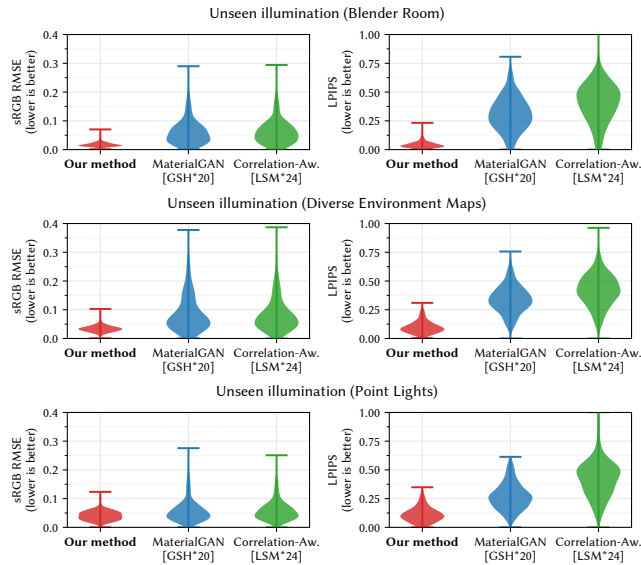 Unseen illumination (Blender Room)
sRGB RMSE
(lower is better)
0.4
0.3
0.2
0.1
0.0
Our method
MaterialGAN
[GSH*20]
Correlation-Aw.
[LSM*24]
LPIPS
(lower is better)
1.00
0.75
0.50
0.25
0.00
Our method
MaterialGAN
[GSH*20]
Correlation-Aw.
[LSM*24]
Unseen illumination (Diverse Environment Maps)
sRGB RMSE
(lower is better)
0.4
0.3
0.2
0.1
0.0
Our method
MaterialGAN
[GSH*20]
Correlation-Aw.
[LSM*24]
LPIPS
(lower is better)
1.00
0.75
0.50
0.25
0.00
Our method
MaterialGAN
[GSH*20]
Correlation-Aw.
[LSM*24]
Unseen illumination (Point Lights)
sRGB RMSE
(lower is better)
0.4
0.3
0.2
0.1
0.0
Our method
MaterialGAN
[GSH*20]
Correlation-Aw.
[LSM*24]
LPIPS
(lower is better)
1.00
0.75
0.50
0.25
0.00
Our method
MaterialGAN
[GSH*20]
Correlation-Aw.
[LSM*24]